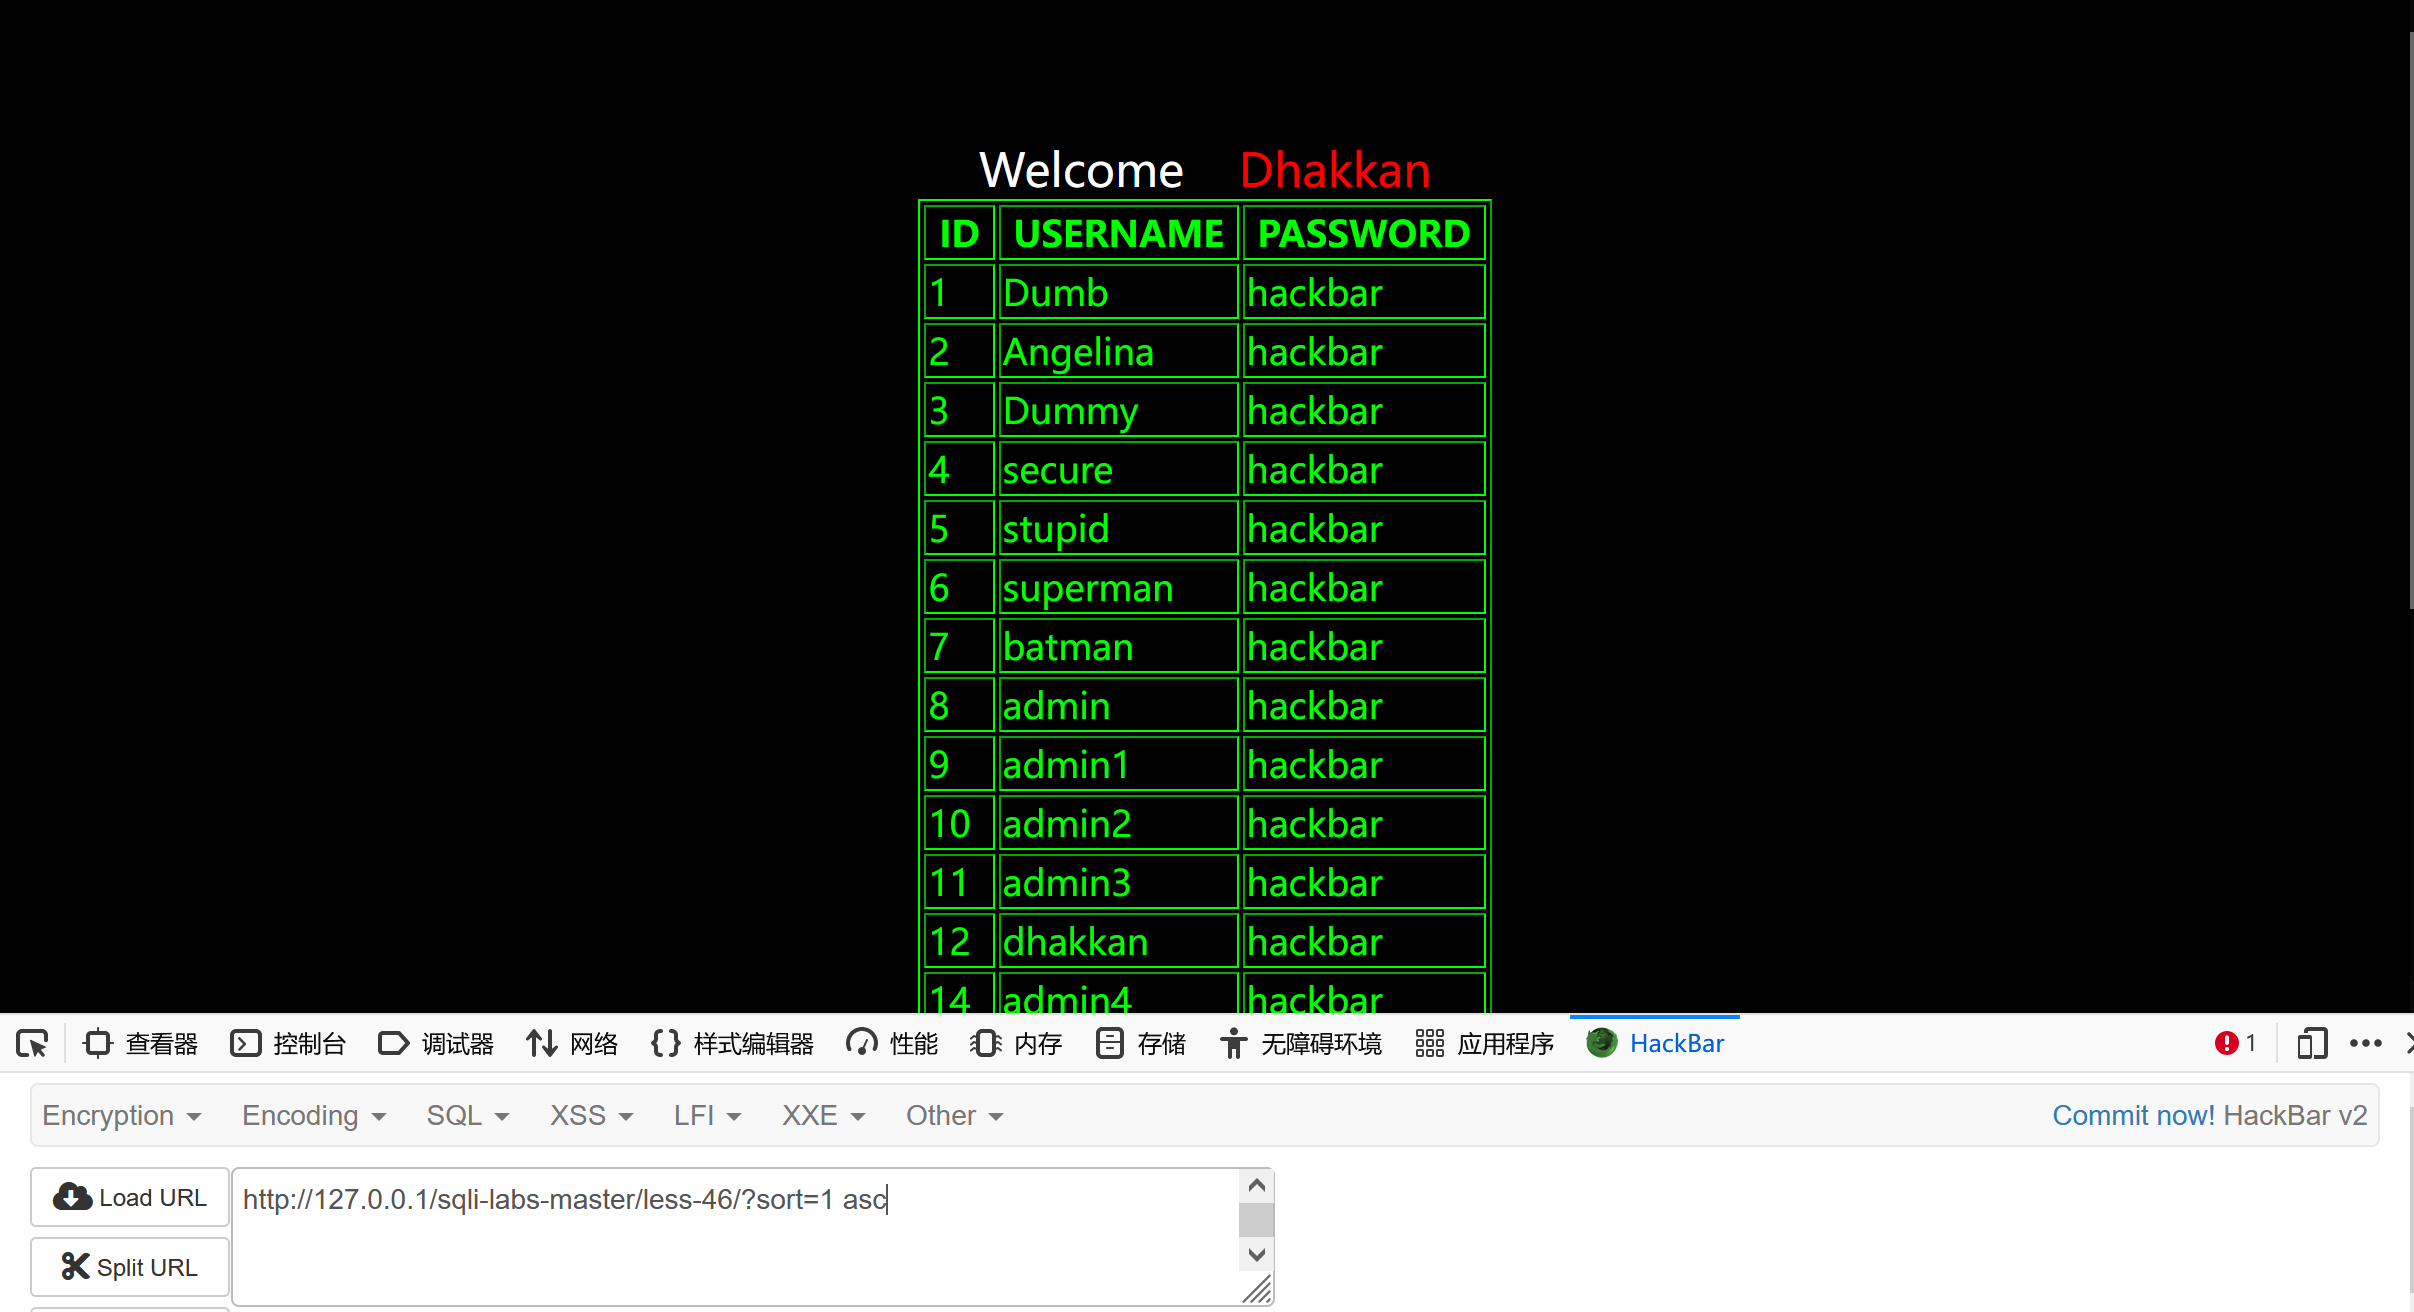 Welcome Dhakkan
ID USERNAME PASSWORD
1 Dumb hackbar
2 Angelina hackbar
3 Dummy hackbar
4 secure hackbar
5 stupid hackbar
6 superman hackbar
7 batman hackbar
8 admin hackbar
9 admin1 hackbar
10 admin2 hackbar
11 admin3 hackbar
12 dhakkan hackbar
14 admin4 hackbar
查看器 控制台 调试器 网络 样式编辑器 性能 内存 存储 无障碍环境 应用程序 HackBar 1
Encryption Encoding SQL XSS LFI XXE Other Commit now! HackBar v2
Load URL http://127.0.0.1/sqli-labs-master/less-46/?sort=1 asc
Split URL